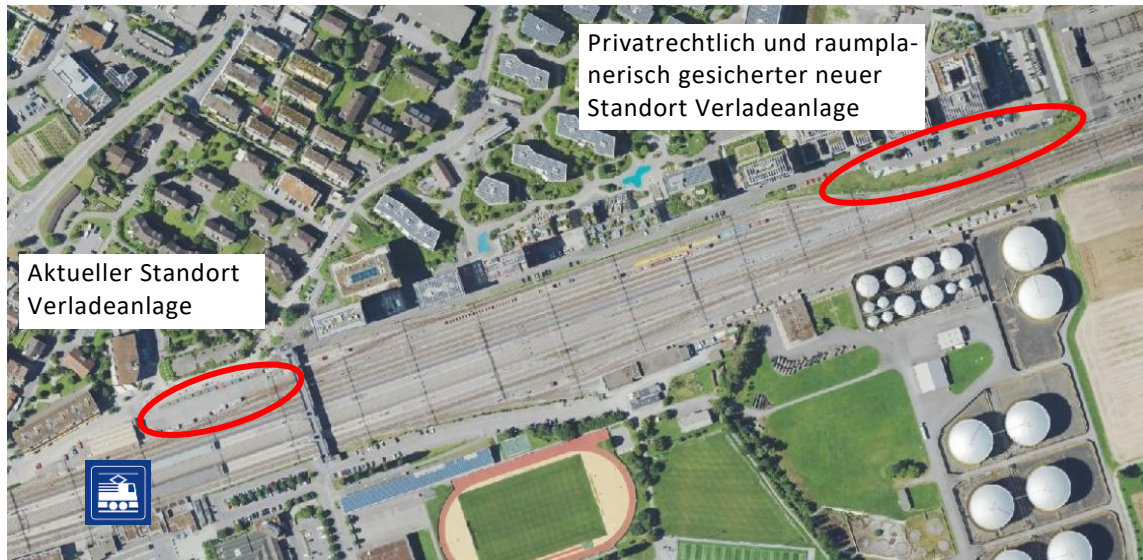 Privatrechtlich und raumpla-
nerisch gesicherter neuer
Standort Verladeanlage
Aktueller Standort
Verladeanlage